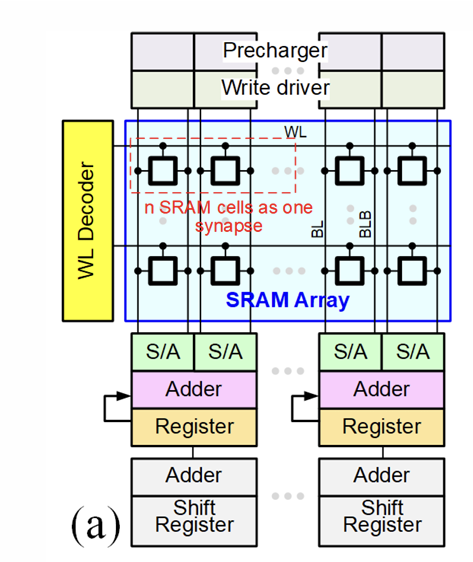 Precharger
Write driver
WL
WL Decoder
n SRAM cells as one
synapse
BL
BLB
SRAM Array
S/A
S/A
S/A
S/A
Adder
Adder
Register
Register
Adder
Adder
Shift
Register
Shift
Register
(a)